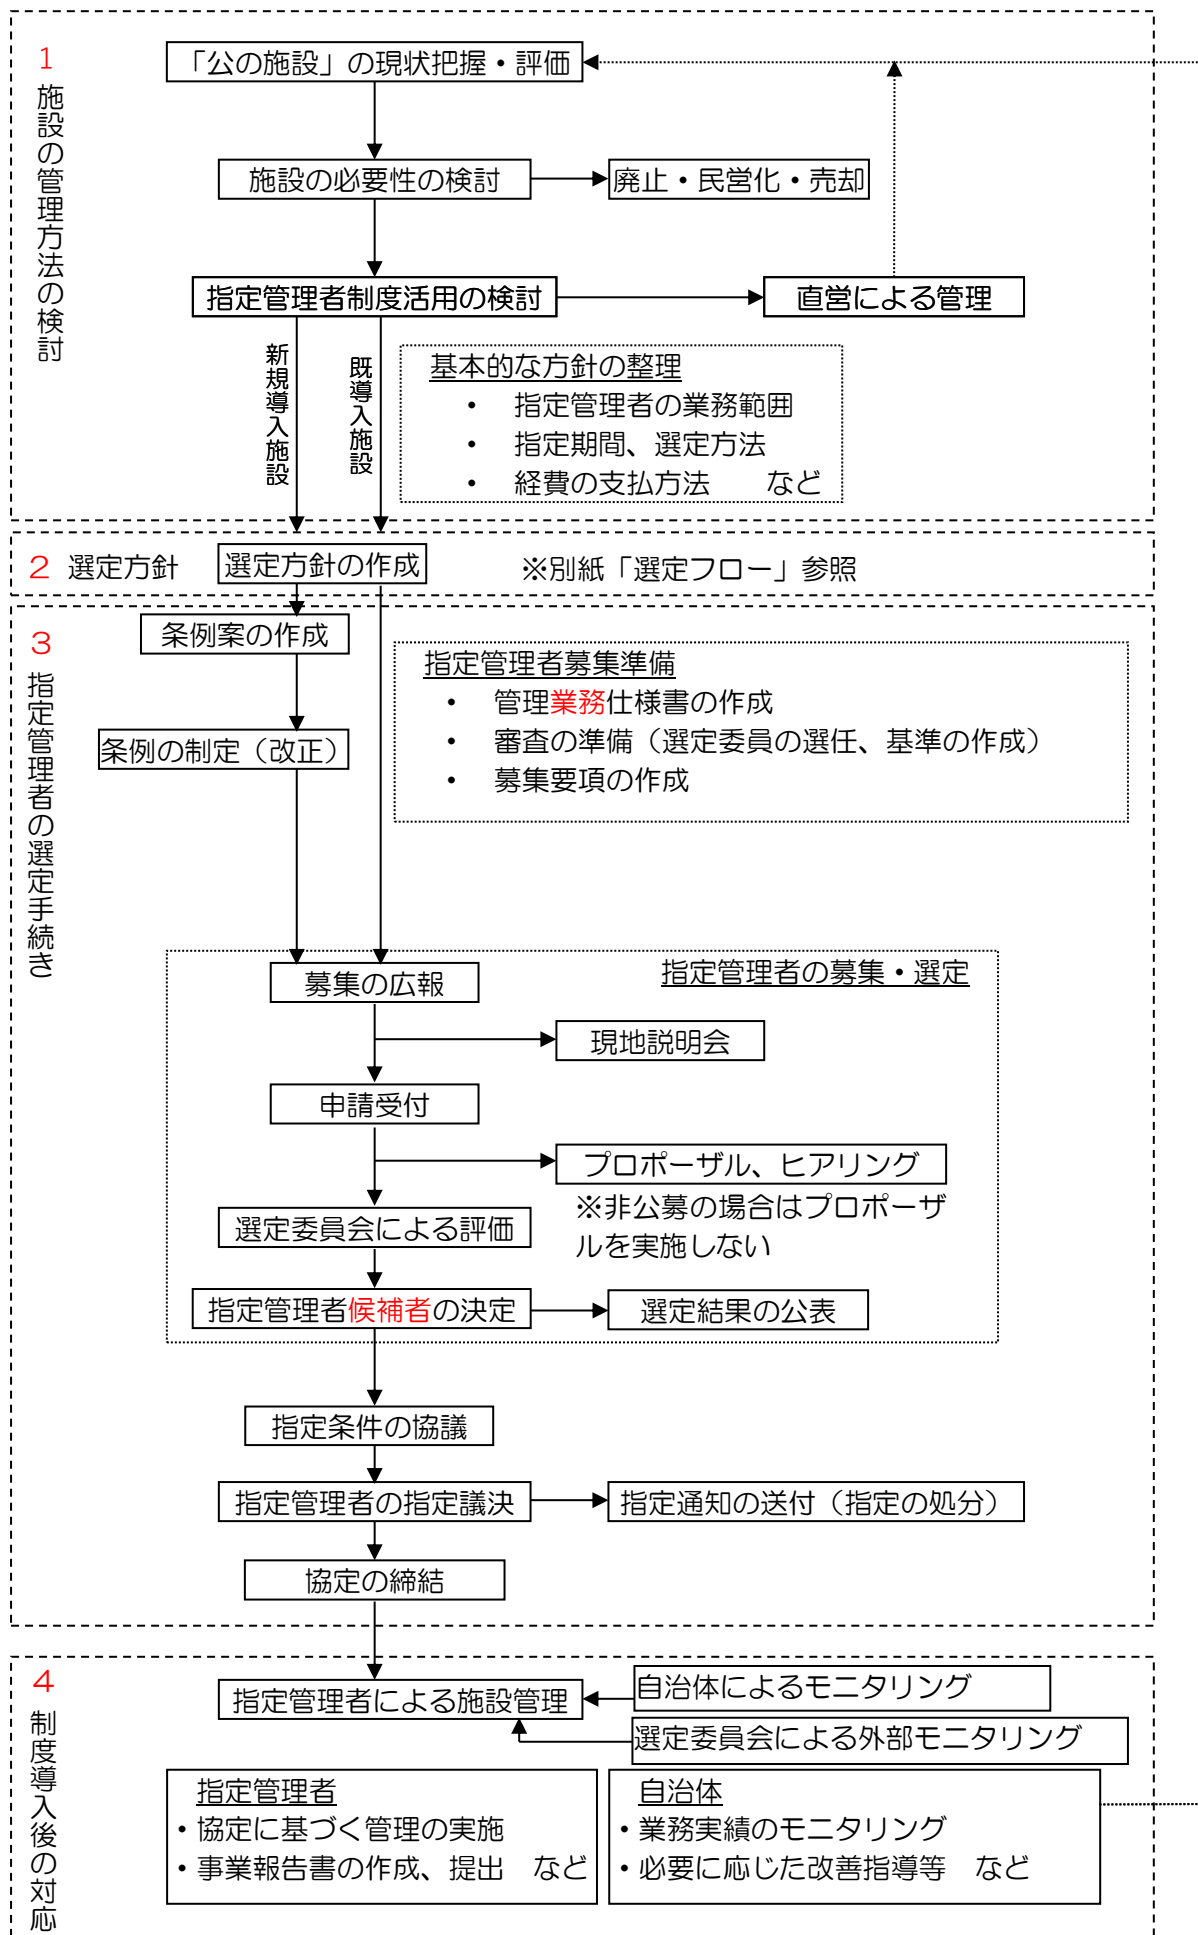 1
施設の管理方法の検討
「公の施設」の現状把握・評価
施設の必要性の検討
廃止・民営化・売却
指定管理者制度活用の検討
直営による管理
新規導入施設
既導入施設
基本的な方針の整理
・ 指定管理者の業務範囲
・ 指定期間、選定方法
・ 経費の支払方法　など
2 選定方針
選定方針の作成
※別紙「選定フロー」参照
3
指定管理者の選定手続き
条例案の作成
条例の制定（改正）
指定管理者募集準備
・ 管理業務仕様書の作成
・ 審査の準備（選定委員の選任、基準の作成）
・ 募集要項の作成
指定管理者の募集・選定
募集の広報
現地説明会
申請受付
プロポーザル、ヒアリング
※非公募の場合はプロポーザ
ルを実施しない
選定委員会による評価
指定管理者候補者の決定
選定結果の公表
指定条件の協議
指定管理者の指定議決
指定通知の送付（指定の処分）
協定の締結
4
制度導入後の対応
指定管理者による施設管理
自治体によるモニタリング
選定委員会による外部モニタリング
指定管理者
・協定に基づく管理の実施
・事業報告書の作成、提出　など
自治体
・業務実績のモニタリング
・必要に応じた改善指導等　など